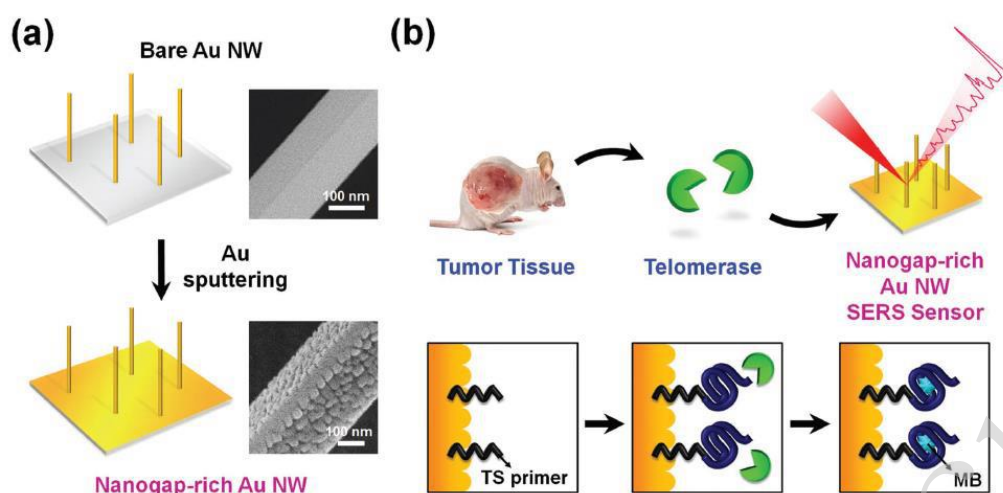 (a)
Bare Au NW
100 nm
Au
sputtering
100 nm
Nanogap-rich Au NW
(b)
Tumor Tissue
Telomerase
Nanogap-rich
Au NW
SERS Sensor
TS primer
MB